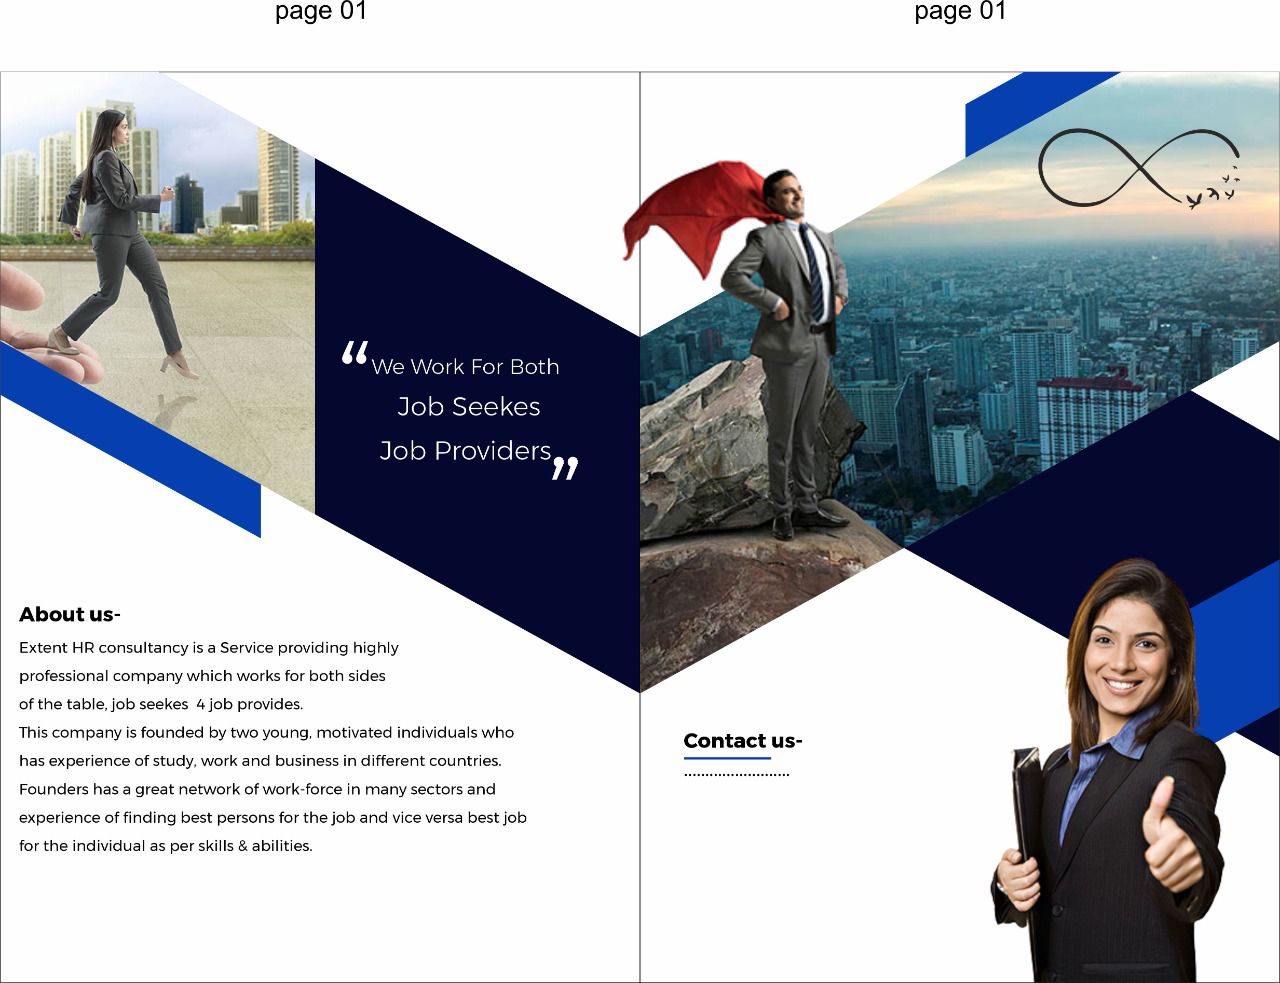 page 01
page 01
“We Work For Both
Job Seekes
Job Providers”
About us-
Extent HR consultancy is a Service providing highly
professional company which works for both sides
of the table, job seekes 4 job provides.
This company is founded by two young, motivated individuals who
has experience of study, work and business in different countries.
Founders has a great network of work-force in many sectors and
experience of finding best persons for the job and vice versa best job
for the individual as per skills & abilities.
Contact us-
..........................